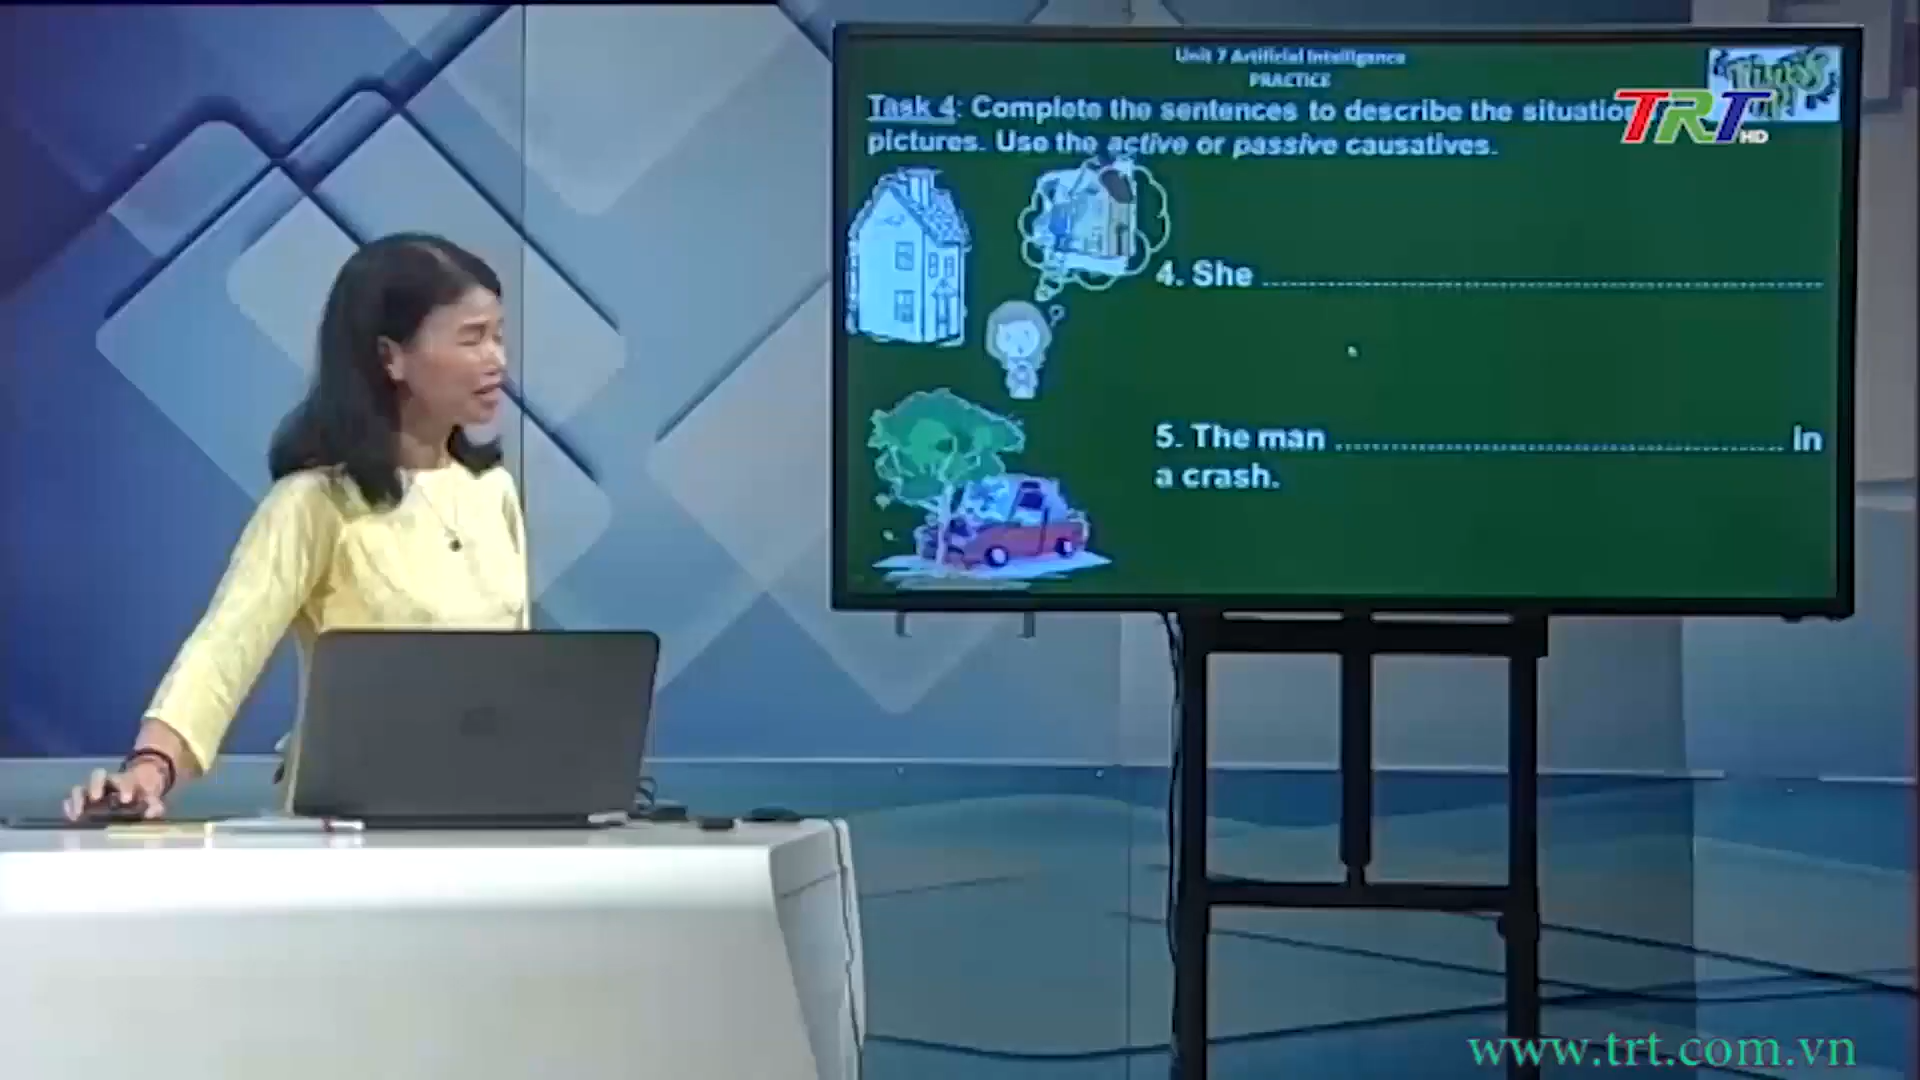 Unit 7 Artificial Intelligence
PRACTICE
Task 4: Complete the sentences to describe the situatio
TRT HD
pictures. Use the active or passive causatives.
4. She
5. The man in
a crash.
www.trt.com.vn